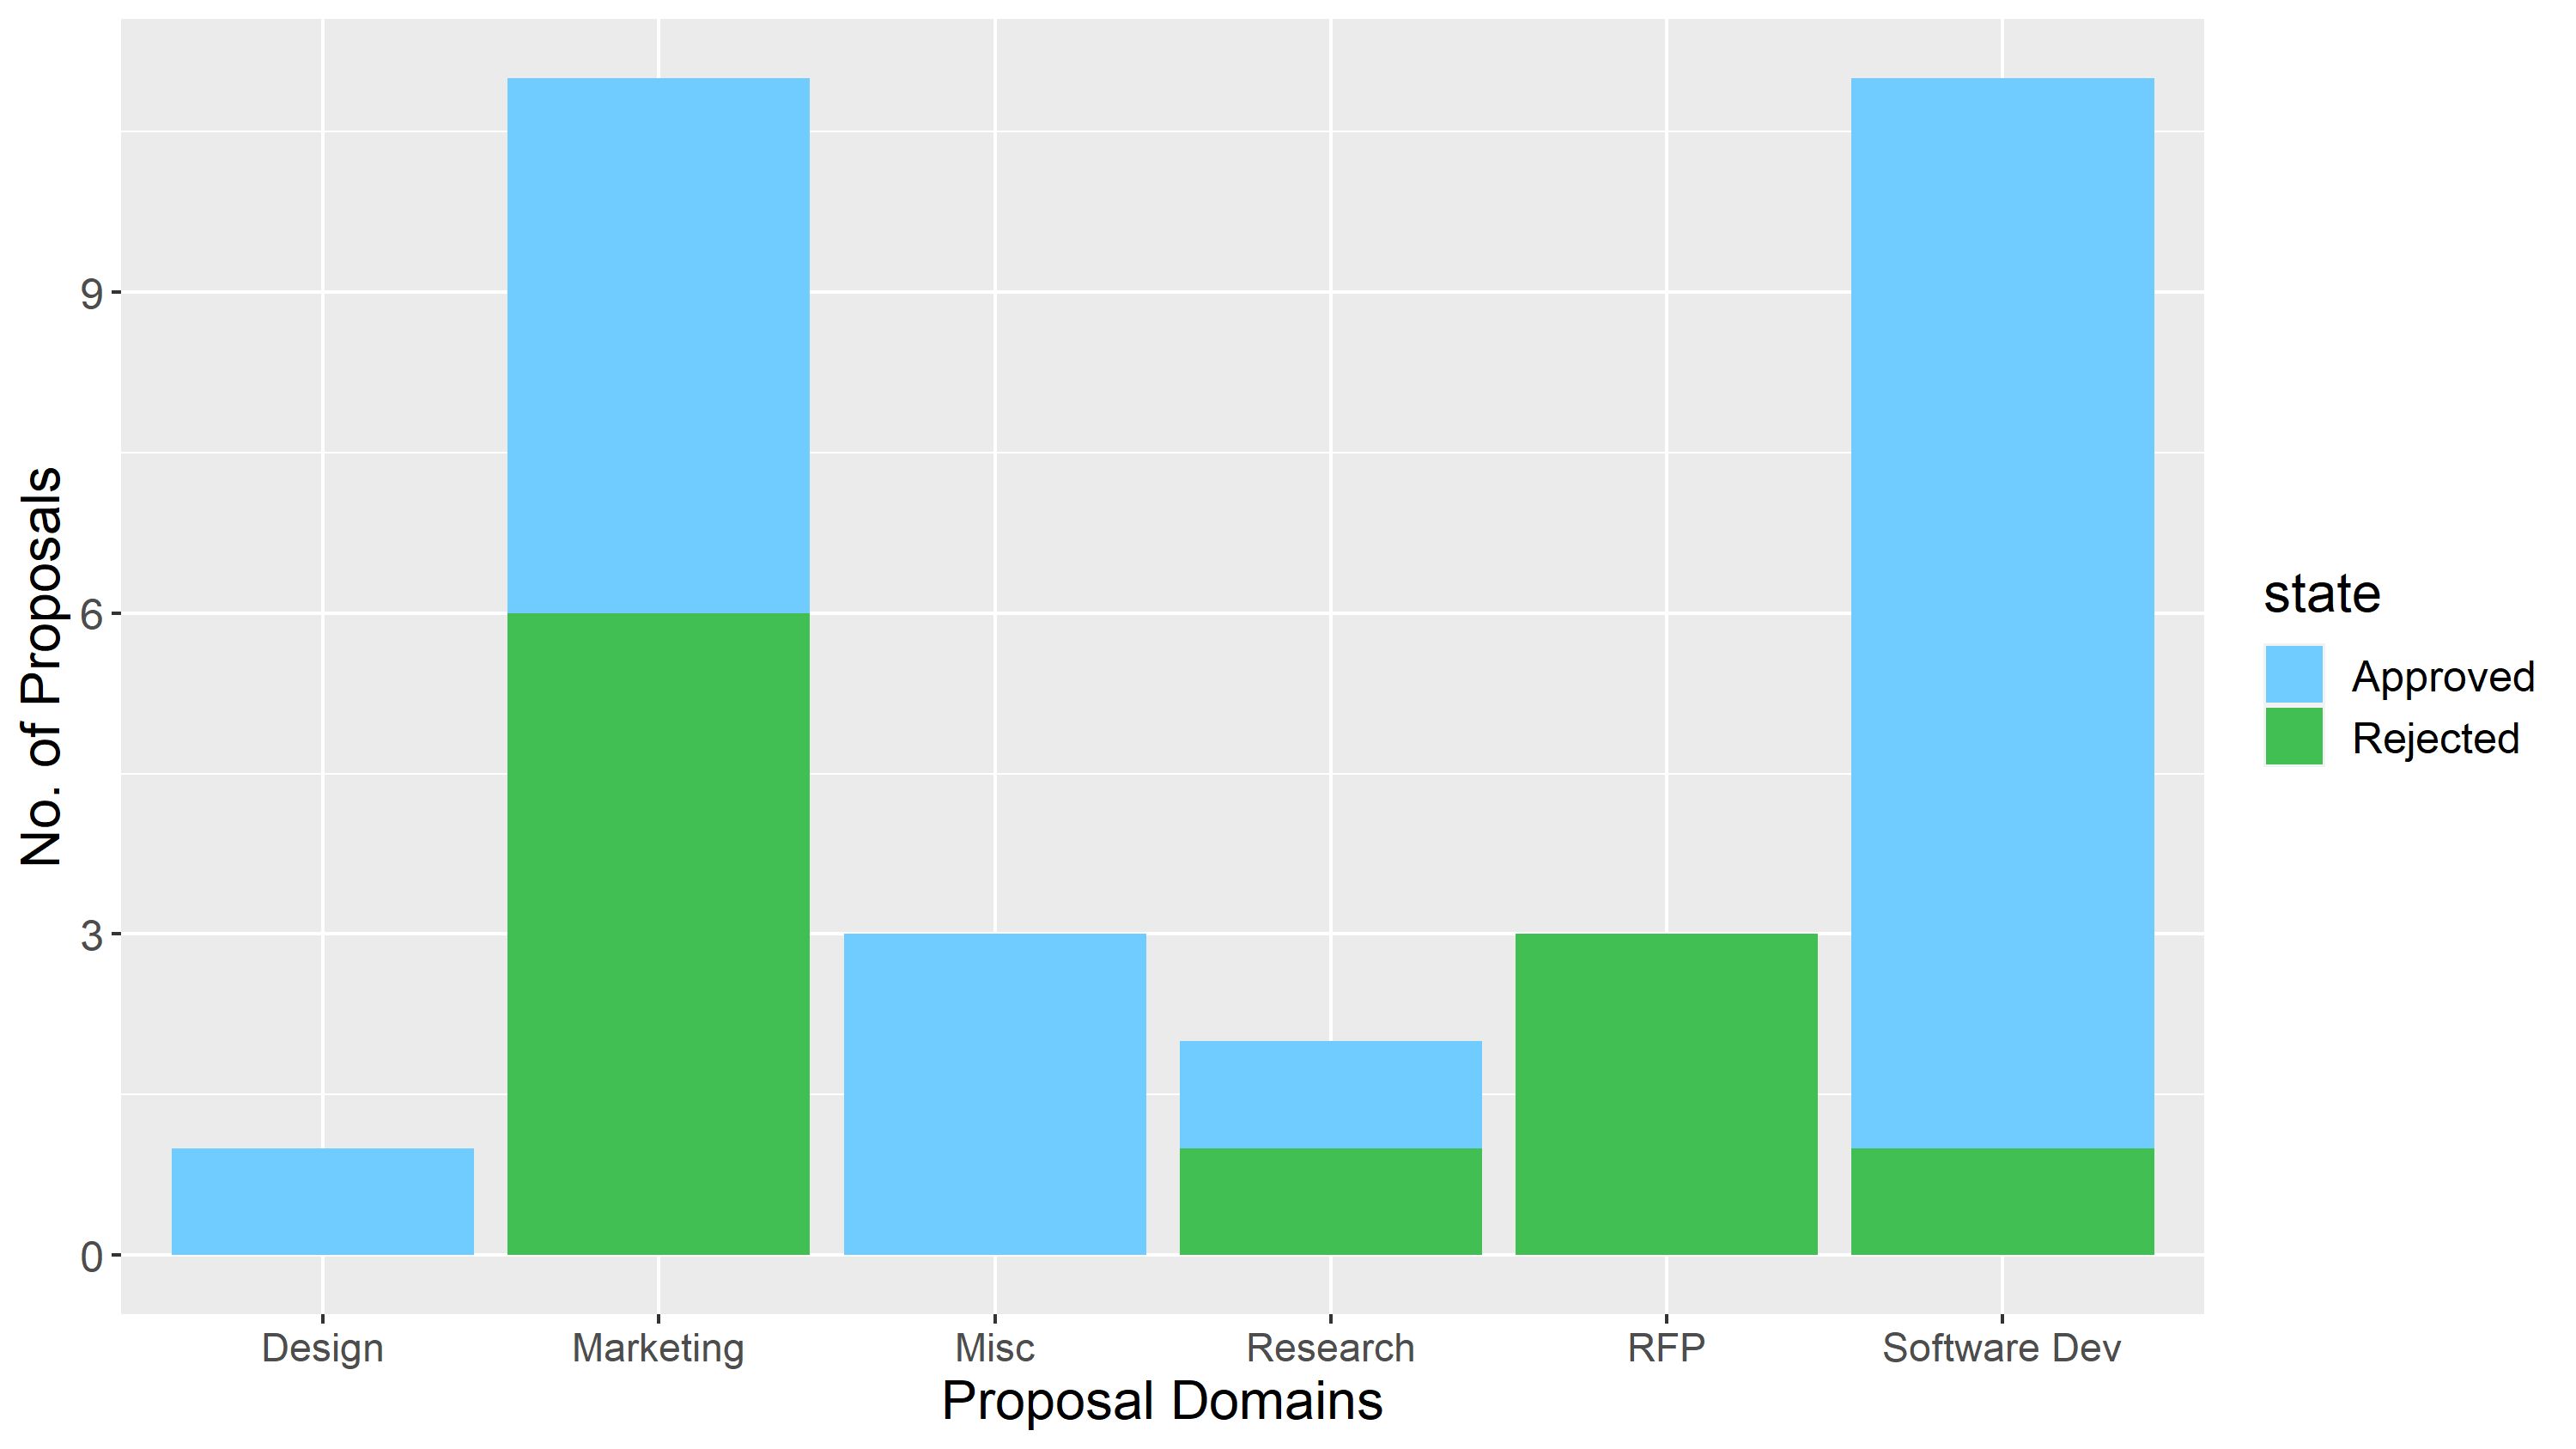 9
6
3
0
No. of Proposals
Design
Marketing
Misc
Research
RFP
Software Dev
Proposal Domains
state
Approved
Rejected